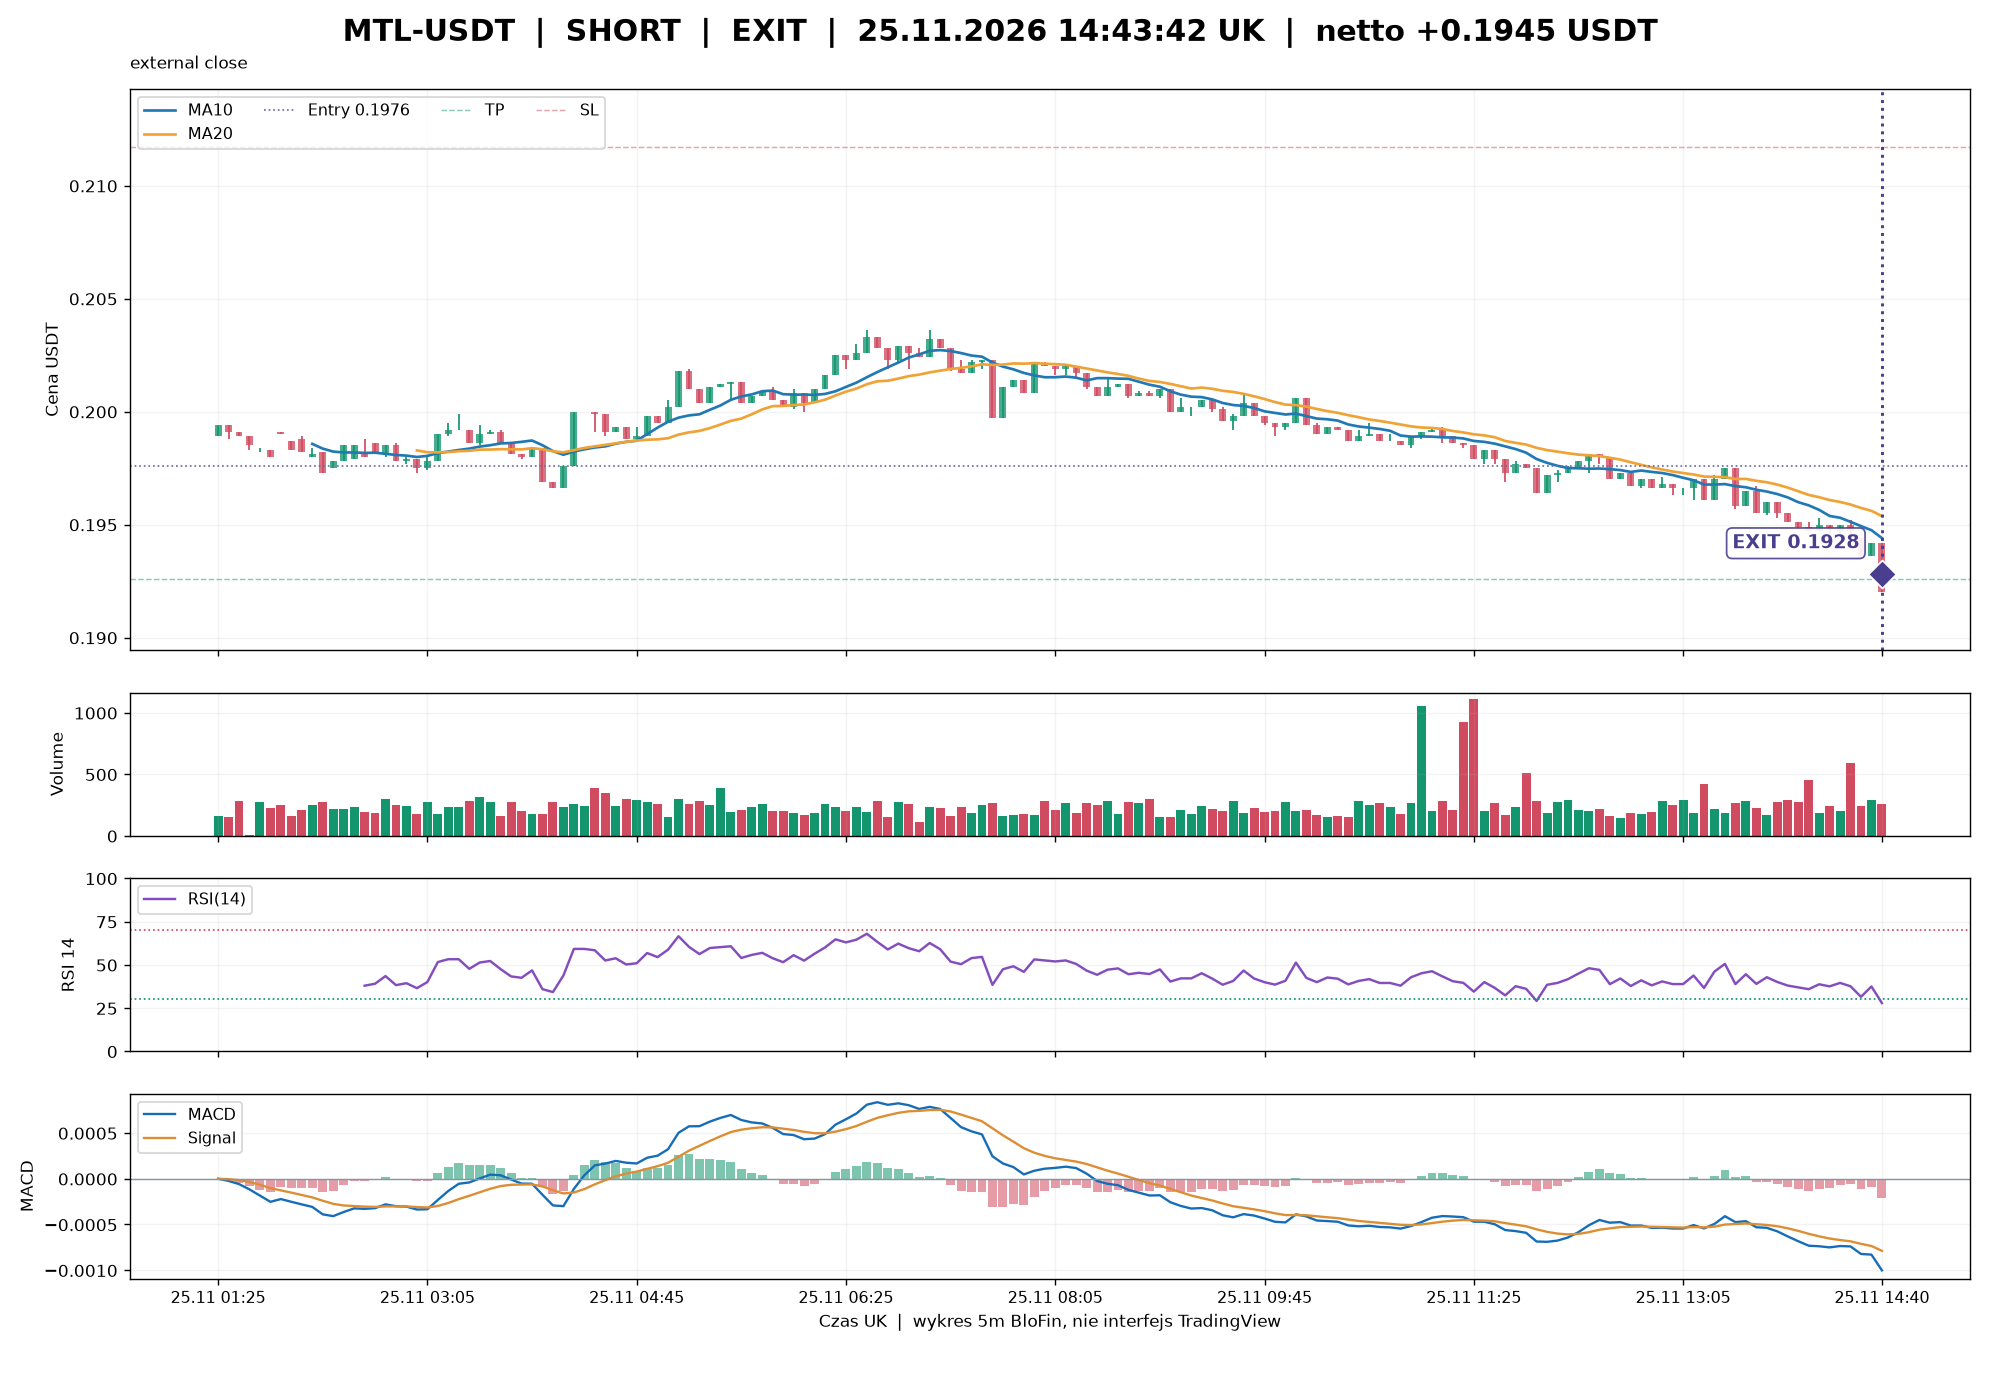 MTL-USDT | SHORT | EXIT | 25.11.2026 14:43:42 UK | netto +0.1945 USDT
external close
MA10
MA20
Entry 0.1976
TP
SL
Cena USDT
0.210
0.205
0.200
0.195
0.190
EXIT 0.1928
Volume
1000
500
0
RSI 14
RSI(14)
100
75
50
25
0
MACD
MACD
Signal
0.0005
0.0000
−0.0005
−0.0010
25.11 01:25 25.11 03:05 25.11 04:45 25.11 06:25 25.11 08:05 25.11 09:45 25.11 11:25 25.11 13:05 25.11 14:40
Czas UK | wykres 5m BloFin, nie interfejs TradingView